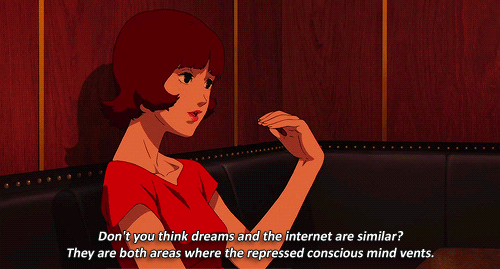 Don't you think dreams and the internet are similar?
They are both areas where the repressed conscious mind vents.